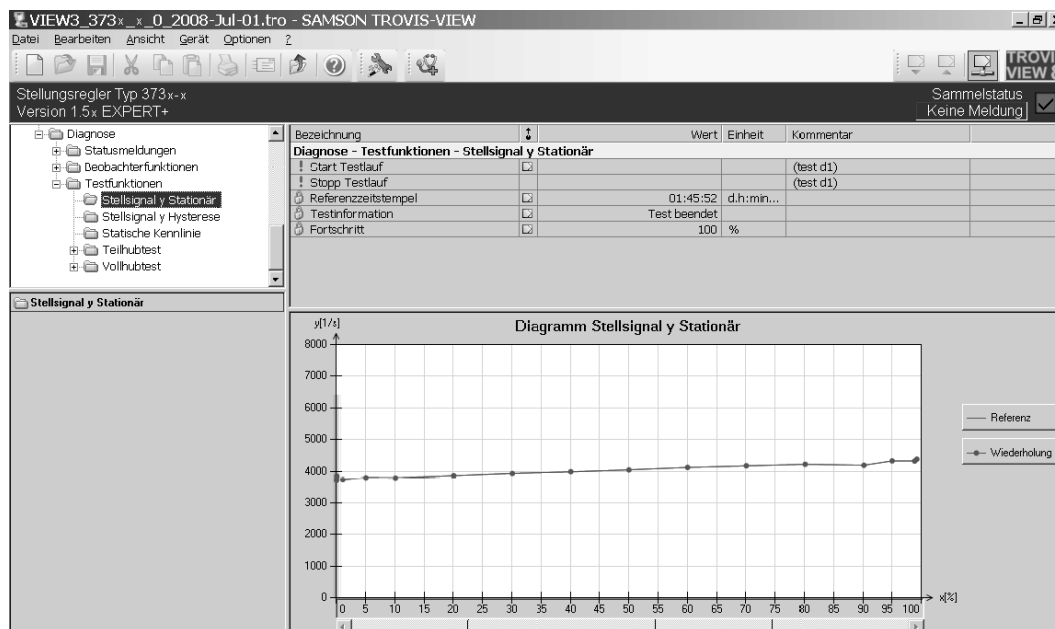 VIEW3_373x_x_0_2008-Jul-01.tro - SAMSON TROVIS-VIEW
Datei Bearbeiten Ansicht Gerät Optionen ?
TROVI
VIEW
Stellungsregler Typ 373x-x
Version 1.5x EXPERT+
Sammelstatus
Keine Meldung
Diagnose
Statusmeldungen
Beobachterfunktionen
Testfunktionen
Stellsignal y Stationär
Stellsignal y Hysterese
Statische Kennlinie
Teilhubtest
Vollhubtest
Bezeichnung Wert Einheit Kommentar
Diagnose - Testfunktionen - Stellsignal y Stationär
Start Testlauf (test d1)
Stopp Testlauf (test d1)
Referenzzeitstempel 01:45:52 d.h:min...
Testinformation Test beendet
Fortschritt 100 %
Stellsignal y Stationär
Diagramm Stellsignal y Stationär
y[1/s]
8000
7000
6000
5000
4000
3000
2000
1000
0
0 5 10 15 20 25 30 35 40 45 50 55 60 65 70 75 80 85 90 95 100
x[%]
Referenz
Wiederholung